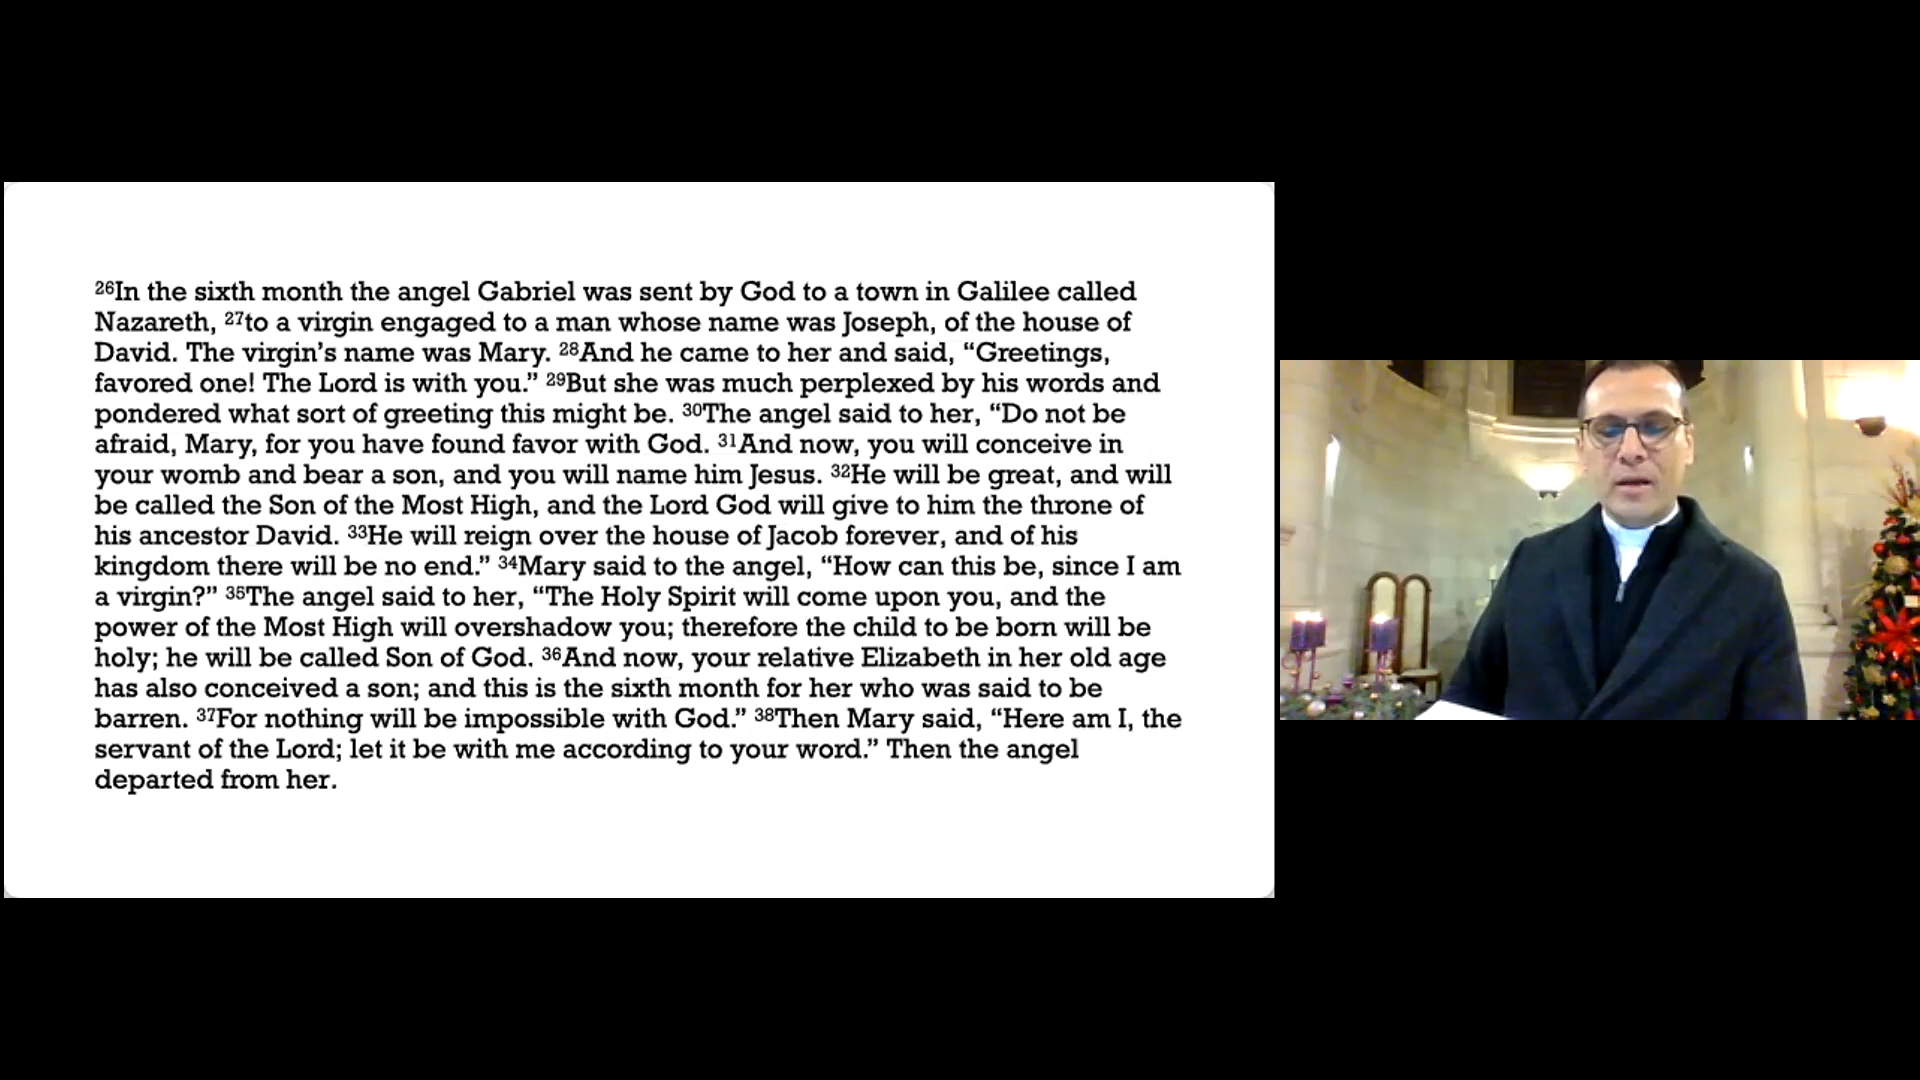 26In the sixth month the angel Gabriel was sent by God to a town in Galilee called
Nazareth, 27to a virgin engaged to a man whose name was Joseph, of the house of
David. The virgin’s name was Mary. 28And he came to her and said, “Greetings,
favored one! The Lord is with you.” 29But she was much perplexed by his words and
pondered what sort of greeting this might be. 30The angel said to her, “Do not be
afraid, Mary, for you have found favor with God. 31And now, you will conceive in
your womb and bear a son, and you will name him Jesus. 32He will be great, and will
be called the Son of the Most High, and the Lord God will give to him the throne of
his ancestor David. 33He will reign over the house of Jacob forever, and of his
kingdom there will be no end.” 34Mary said to the angel, “How can this be, since I am
a virgin?” 35The angel said to her, “The Holy Spirit will come upon you, and the
power of the Most High will overshadow you; therefore the child to be born will be
holy; he will be called Son of God. 36And now, your relative Elizabeth in her old age
has also conceived a son; and this is the sixth month for her who was said to be
barren. 37For nothing will be impossible with God.” 38Then Mary said, “Here am I, the
servant of the Lord; let it be with me according to your word.” Then the angel
departed from her.